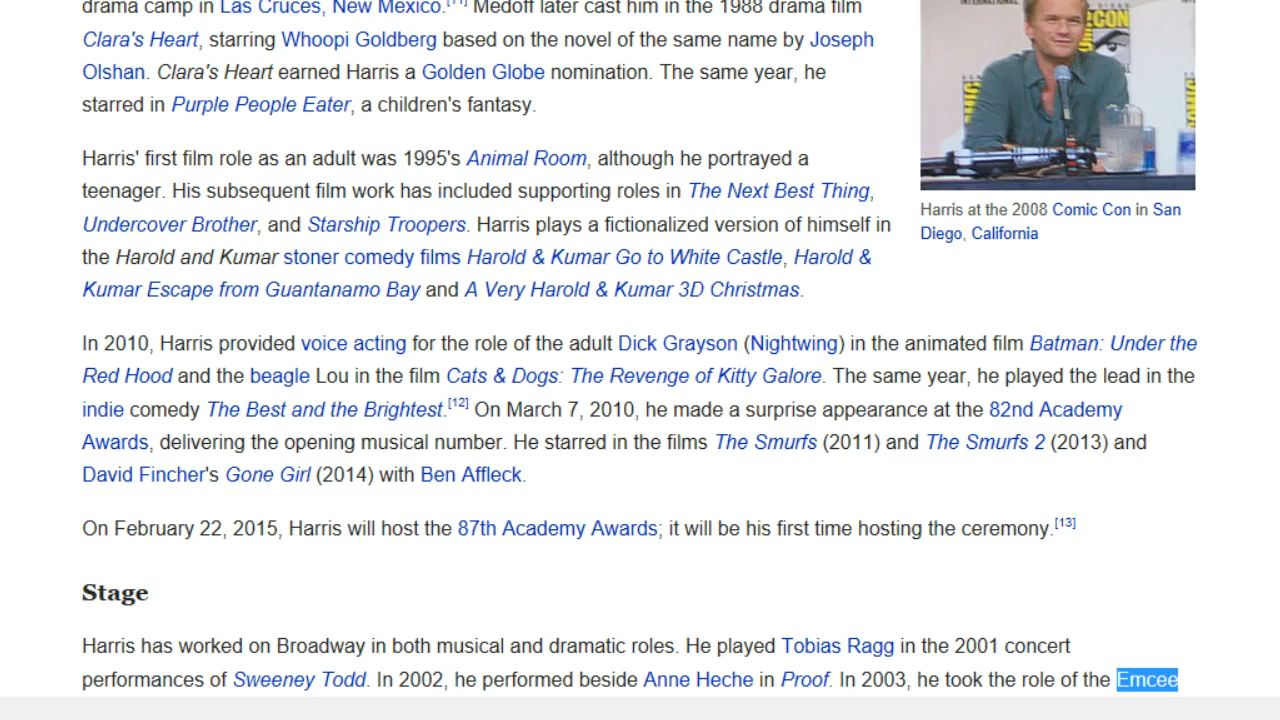 drama camp in Las Cruces, New Mexico.[11] Medoff later cast him in the 1988 drama film
Clara's Heart, starring Whoopi Goldberg based on the novel of the same name by Joseph
Olshan. Clara's Heart earned Harris a Golden Globe nomination. The same year, he
starred in Purple People Eater, a children's fantasy.
Harris' first film role as an adult was 1995's Animal Room, although he portrayed a
teenager. His subsequent film work has included supporting roles in The Next Best Thing,
Undercover Brother, and Starship Troopers. Harris plays a fictionalized version of himself in
the Harold and Kumar stoner comedy films Harold & Kumar Go to White Castle, Harold &
Kumar Escape from Guantanamo Bay and A Very Harold & Kumar 3D Christmas.
CON
Harris at the 2008 Comic Con in San
Diego, California
In 2010, Harris provided voice acting for the role of the adult Dick Grayson (Nightwing) in the animated film Batman: Under the
Red Hood and the beagle Lou in the film Cats & Dogs: The Revenge of Kitty Galore. The same year, he played the lead in the
indie comedy The Best and the Brightest.[12] On March 7, 2010, he made a surprise appearance at the 82nd Academy
Awards, delivering the opening musical number. He starred in the films The Smurfs (2011) and The Smurfs 2 (2013) and
David Fincher's Gone Girl (2014) with Ben Affleck.
On February 22, 2015, Harris will host the 87th Academy Awards; it will be his first time hosting the ceremony.[13]
Stage
Harris has worked on Broadway in both musical and dramatic roles. He played Tobias Ragg in the 2001 concert
performances of Sweeney Todd. In 2002, he performed beside Anne Heche in Proof. In 2003, he took the role of the Emcee